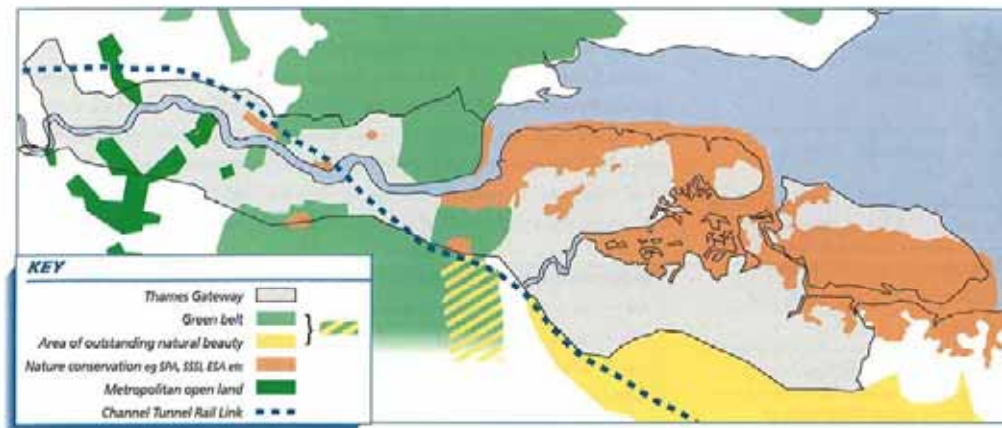 KEY
Thames Gateway
Green belt
Area of outstanding natural beauty
Nature conservation eg SPA, SSSI, ESA etc
Metropolitan open land
Channel Tunnel Rail Link